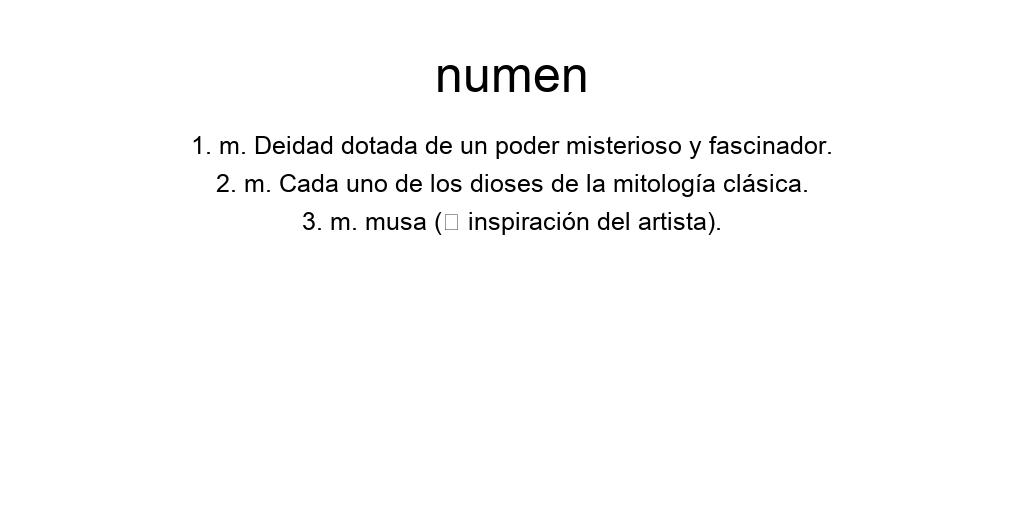 numen
1. m. Deidad dotada de un poder misterioso y fascinador.
2. m. Cada uno de los dioses de la mitología clásica.
3. m. musa (□ inspiración del artista).